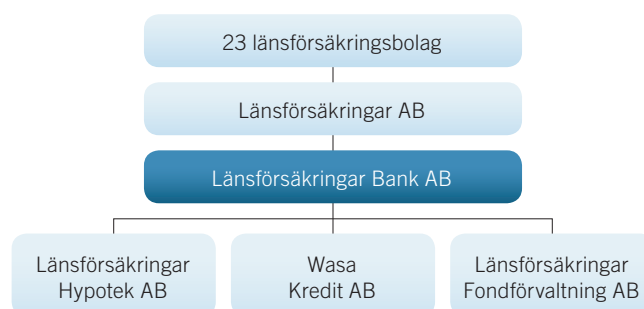 23 länsförsäkringsbolag
Länsförsäkringar AB
Länsförsäkringar Bank AB
Länsförsäkringar
Hypotek AB
Wasa
Kredit AB
Länsförsäkringar
Fondförvaltning AB